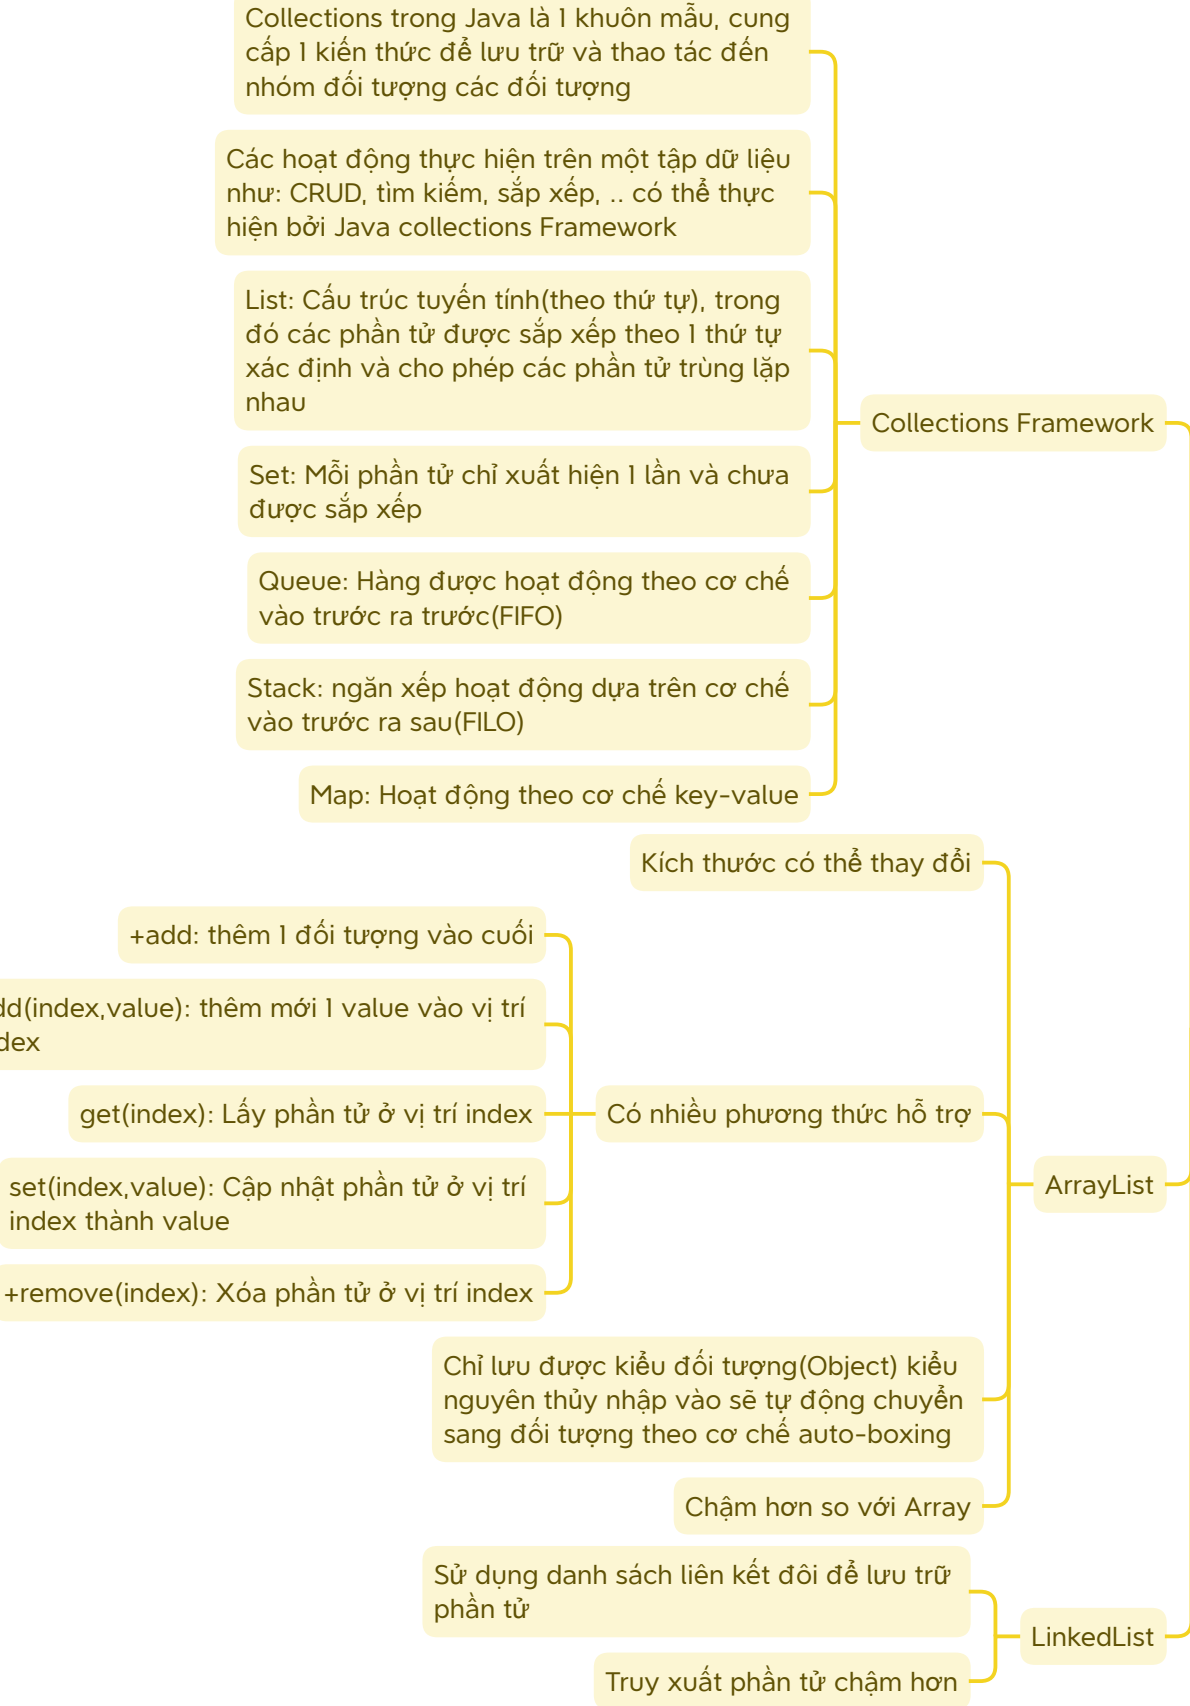 Collections trong Java là 1 khuôn mẫu, cung
cấp 1 kiến thức để lưu trữ và thao tác đến
nhóm đối tượng các đối tượng
Các hoạt động thực hiện trên một tập dữ liệu
như: CRUD, tìm kiếm, sắp xếp, .. có thể thực
hiện bởi Java collections Framework
List: Cấu trúc tuyến tính(theo thứ tự), trong
đó các phần tử được sắp xếp theo 1 thứ tự
xác định và cho phép các phần tử trùng lặp
nhau
Set: Mỗi phần tử chỉ xuất hiện 1 lần và chưa
được sắp xếp
Queue: Hàng được hoạt động theo cơ chế
vào trước ra trước(FIFO)
Stack: ngăn xếp hoạt động dựa trên cơ chế
vào trước ra sau(FILO)
Map: Hoạt động theo cơ chế key-value
Collections Framework
Kích thước có thể thay đổi
+add: thêm 1 đối tượng vào cuối
dd(index,value): thêm mới 1 value vào vị trí
dex
get(index): Lấy phần tử ở vị trí index
set(index,value): Cập nhật phần tử ở vị trí
index thành value
+remove(index): Xóa phần tử ở vị trí index
Có nhiều phương thức hỗ trợ
Chỉ lưu được kiểu đối tượng(Object) kiểu
nguyên thủy nhập vào sẽ tự động chuyển
sang đối tượng theo cơ chế auto-boxing
Chậm hơn so với Array
ArrayList
Sử dụng danh sách liên kết đôi để lưu trữ
phần tử
Truy xuất phần tử chậm hơn
LinkedList